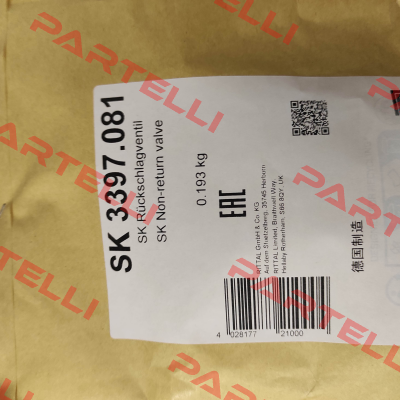 PARTELLI
SK 3397.081
SK Rückschlagventil
SK Non-return valve
0.193 kg
EAC
RITTAL GmbH & Co. KG
Auf dem Stuetzelberg, 35745 Herborn
RITTAL Limited, Braithwell Way
Hellaby Rotherham, S66 8QY, UK
德国制造
4 028177 21000
PARTELLI
PARTELLI